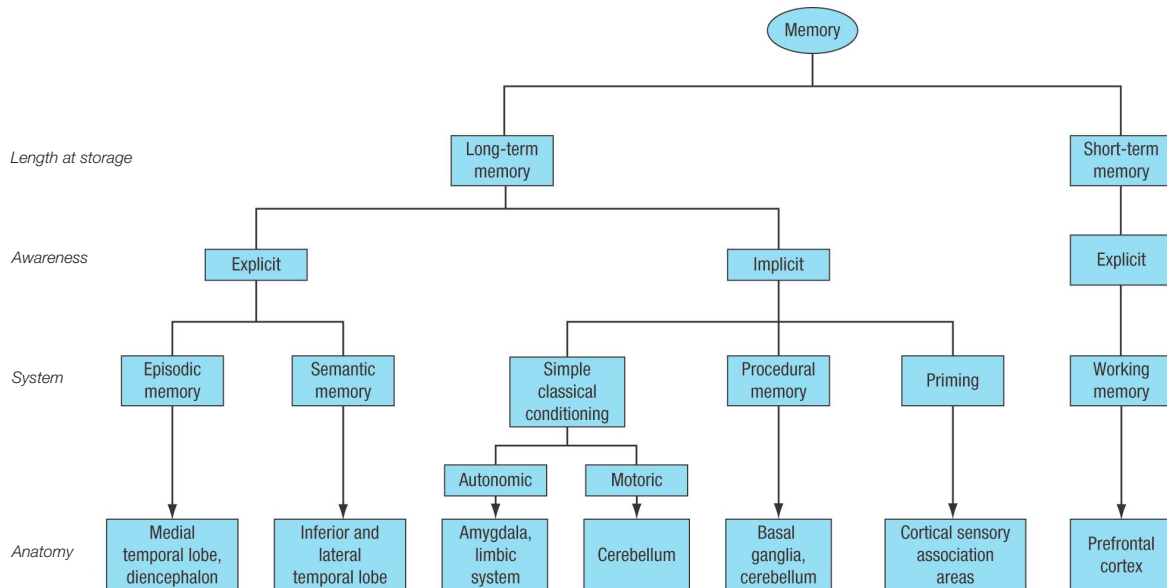 Memory
Length at storage
Long-term
memory
Short-term
memory
Awareness
Explicit
Implicit
Explicit
System
Episodic
memory
Semantic
memory
Simple
classical
conditioning
Procedural
memory
Priming
Working
memory
Autonomic
Motoric
Anatomy
Medial
temporal lobe,
diencephalon
Inferior and
lateral
temporal lobe
Amygdala,
limbic
system
Cerebellum
Basal
ganglia,
cerebellum
Cortical sensory
association
areas
Prefrontal
cortex